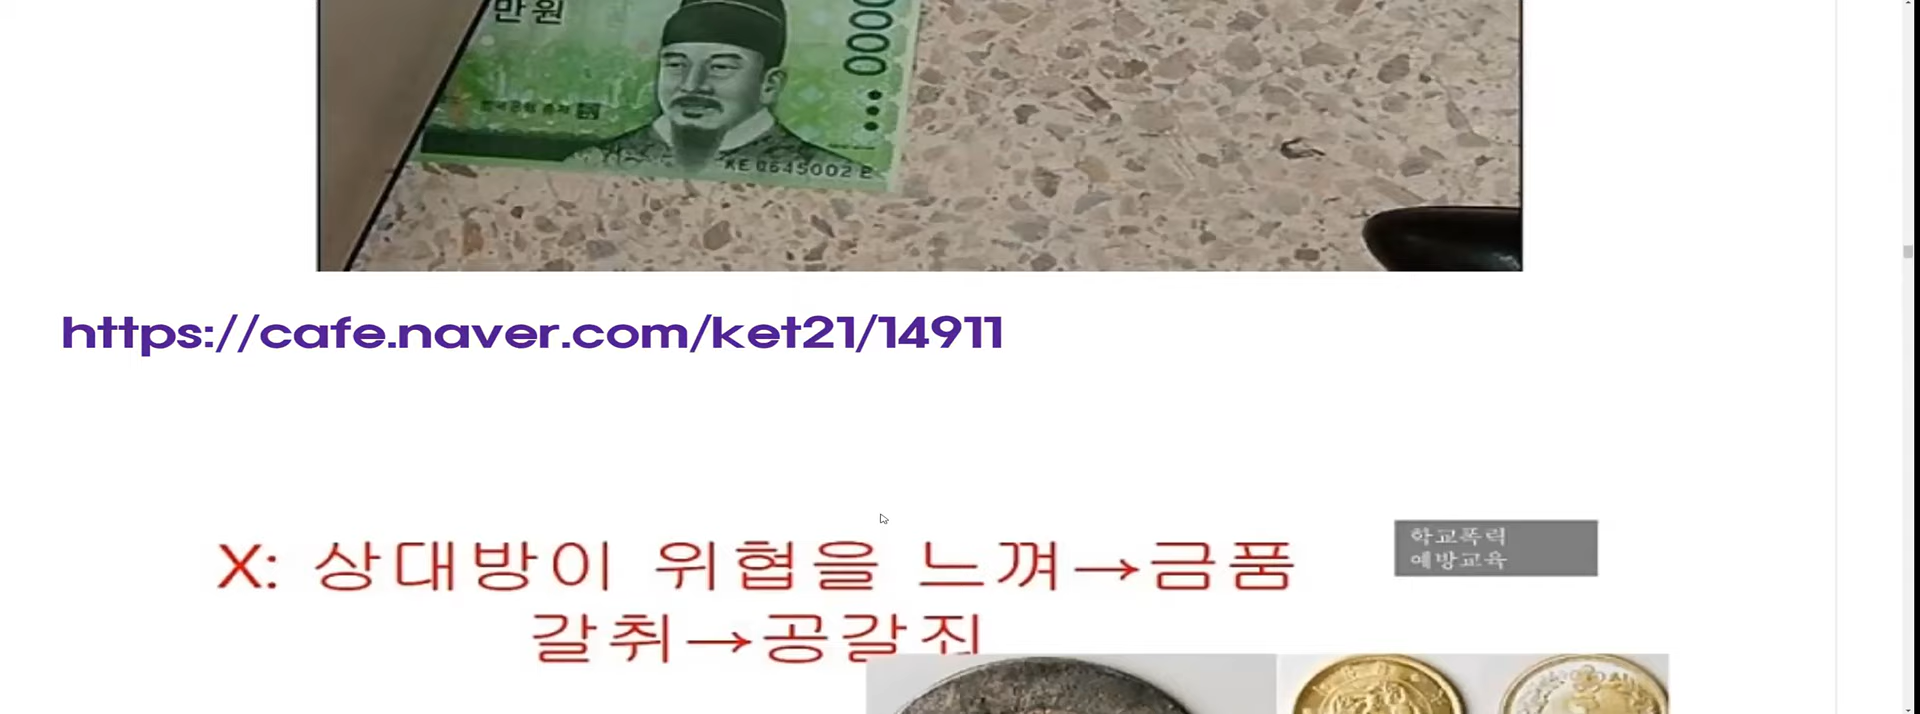 만원
0000
KE 0645002 E
https://cafe.naver.com/ket21/14911
X: 상대방이 위협을 느껴→금품
갈취→공갈죄
학교폭력
예방교육